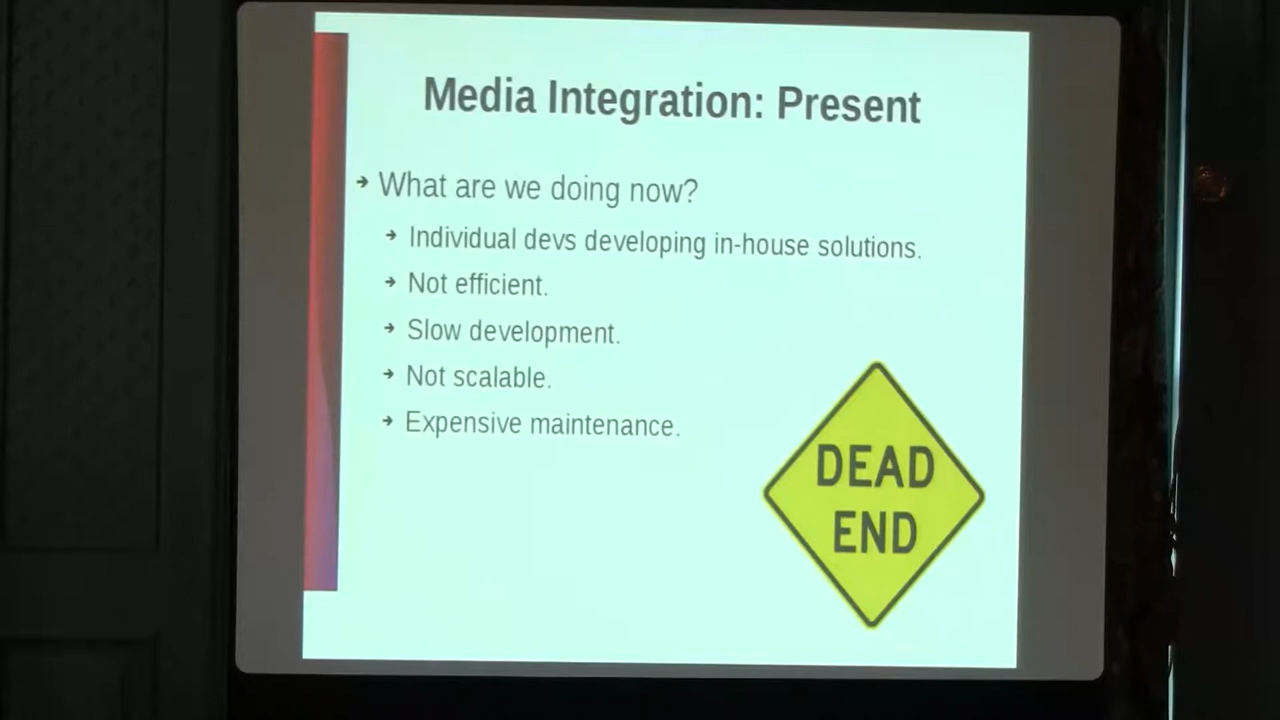 Media Integration: Present
What are we doing now?
Individual devs developing in-house solutions.
Not efficient.
Slow development.
Not scalable.
Expensive maintenance.
DEAD
END